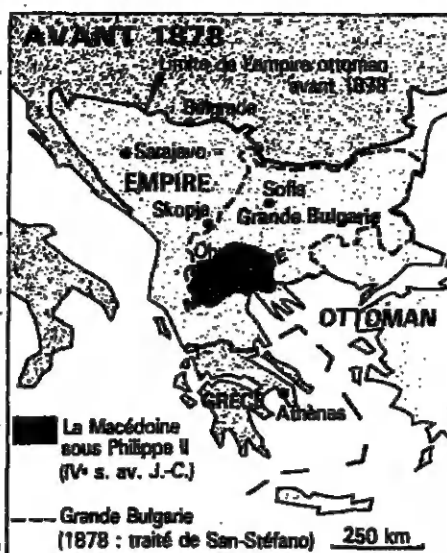 AVANT 1878
Limite de l'empire ottoman
avant 1878
Belgrade
Sarajevo
EMPIRE
Sofia
Skopje
Grande Bulgarie
OTTOMAN
GRÈCE
Athènes
La Macédoine
sous Philippe II
(IVe s. av. J.-C.)
Grande Bulgarie
(1878 : traité de San-Stéfano)
250 km